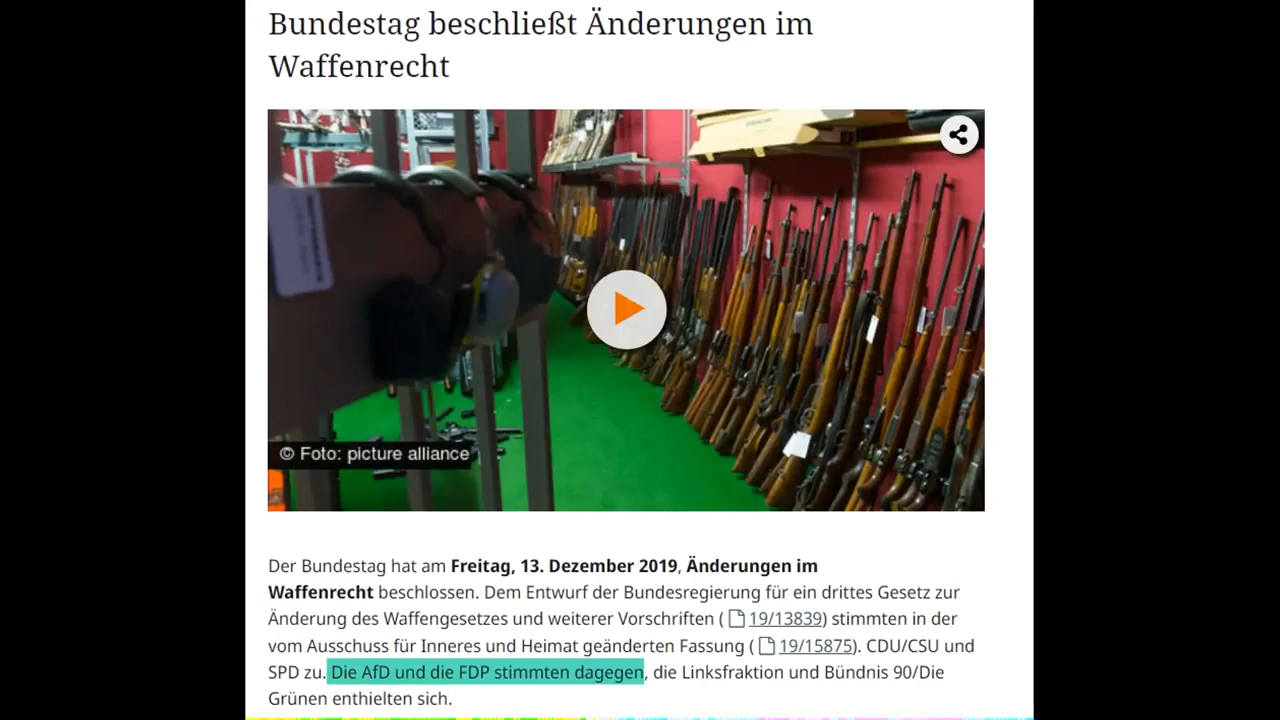 Bundestag beschließt Änderungen im
Waffenrecht
© Foto: picture alliance
Der Bundestag hat am Freitag, 13. Dezember 2019, Änderungen im
Waffenrecht beschlossen. Dem Entwurf der Bundesregierung für ein drittes Gesetz zur
Änderung des Waffengesetzes und weiterer Vorschriften ( 19/13839) stimmten in der
vom Ausschuss für Inneres und Heimat geänderten Fassung ( 19/15875). CDU/CSU und
SPD zu. Die AfD und die FDP stimmten dagegen, die Linksfraktion und Bündnis 90/Die
Grünen enthielten sich.